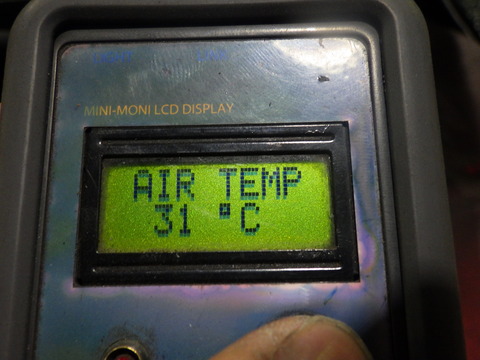 MINI-MONI LCD DISPLAY
AIR TEMP
31 °C